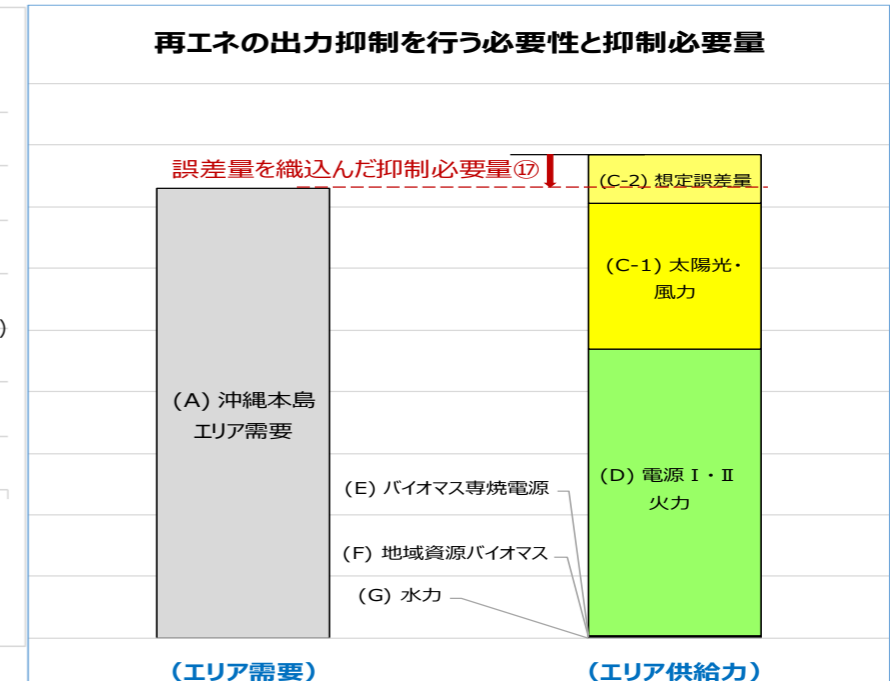 再エネの出力抑制を行う必要性と抑制必要量
誤差量を織込んだ抑制必要量⑰
(C-2) 想定誤差量
(C-1) 太陽光・
風力
)
(A) 沖縄本島
エリア需要
(D) 電源Ⅰ・Ⅱ
火力
(E) バイオマス専焼電源
(F) 地域資源バイオマス
(G) 水力
(エリア需要)
(エリア供給力)